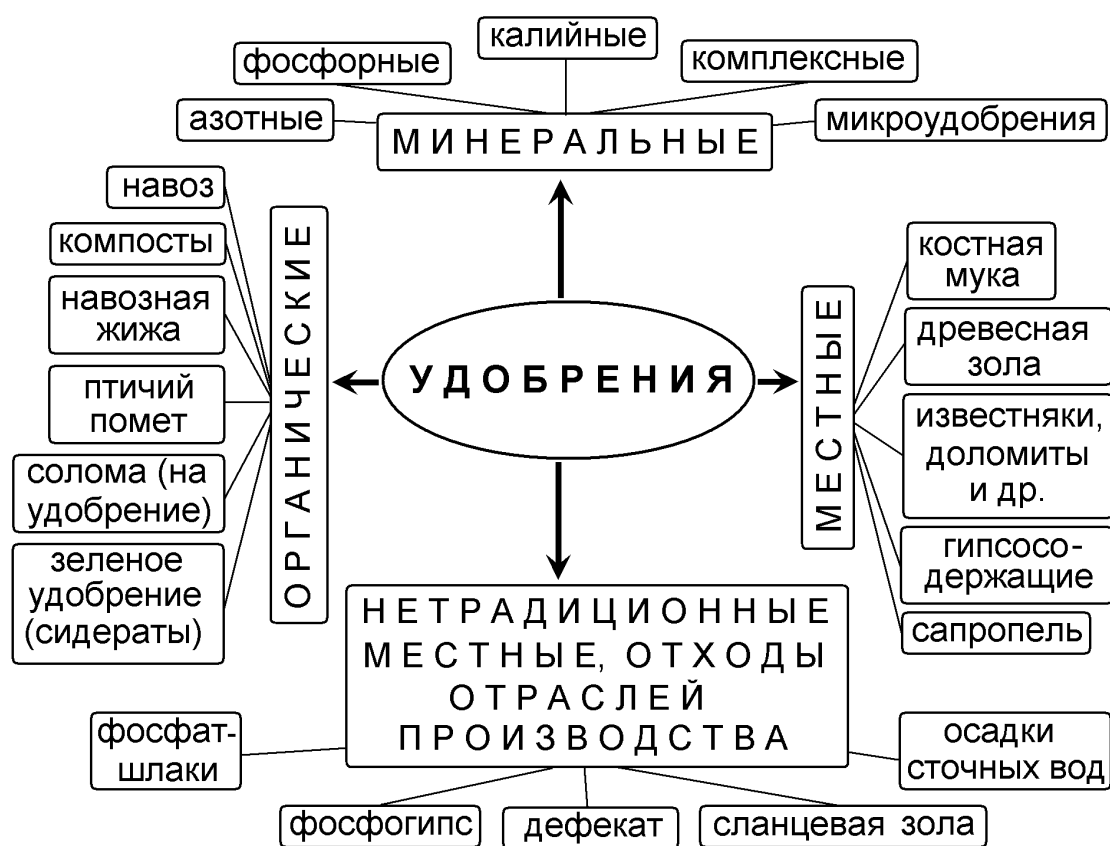 калийные
фосфорные
комплексные
азотные
микроудобрения
МИНЕРАЛЬНЫЕ
навоз
компосты
навозная
жижа
птичий
помет
солома (на
удобрение)
зеленое
удобрение
(сидераты)
ОРГАНИЧЕСКИЕ
УДОБРЕНИЯ
МЕСТНЫЕ
костная
мука
древесная
зола
известняки,
доломиты
и др.
гипсосо-
держащие
сапропель
НЕТРАДИЦИОННЫЕ
МЕСТНЫЕ, ОТХОДЫ
ОТРАСЛЕЙ
ПРОИЗВОДСТВА
фосфат-
шлаки
осадки
сточных вод
фосфогипс
дефекат
сланцевая зола